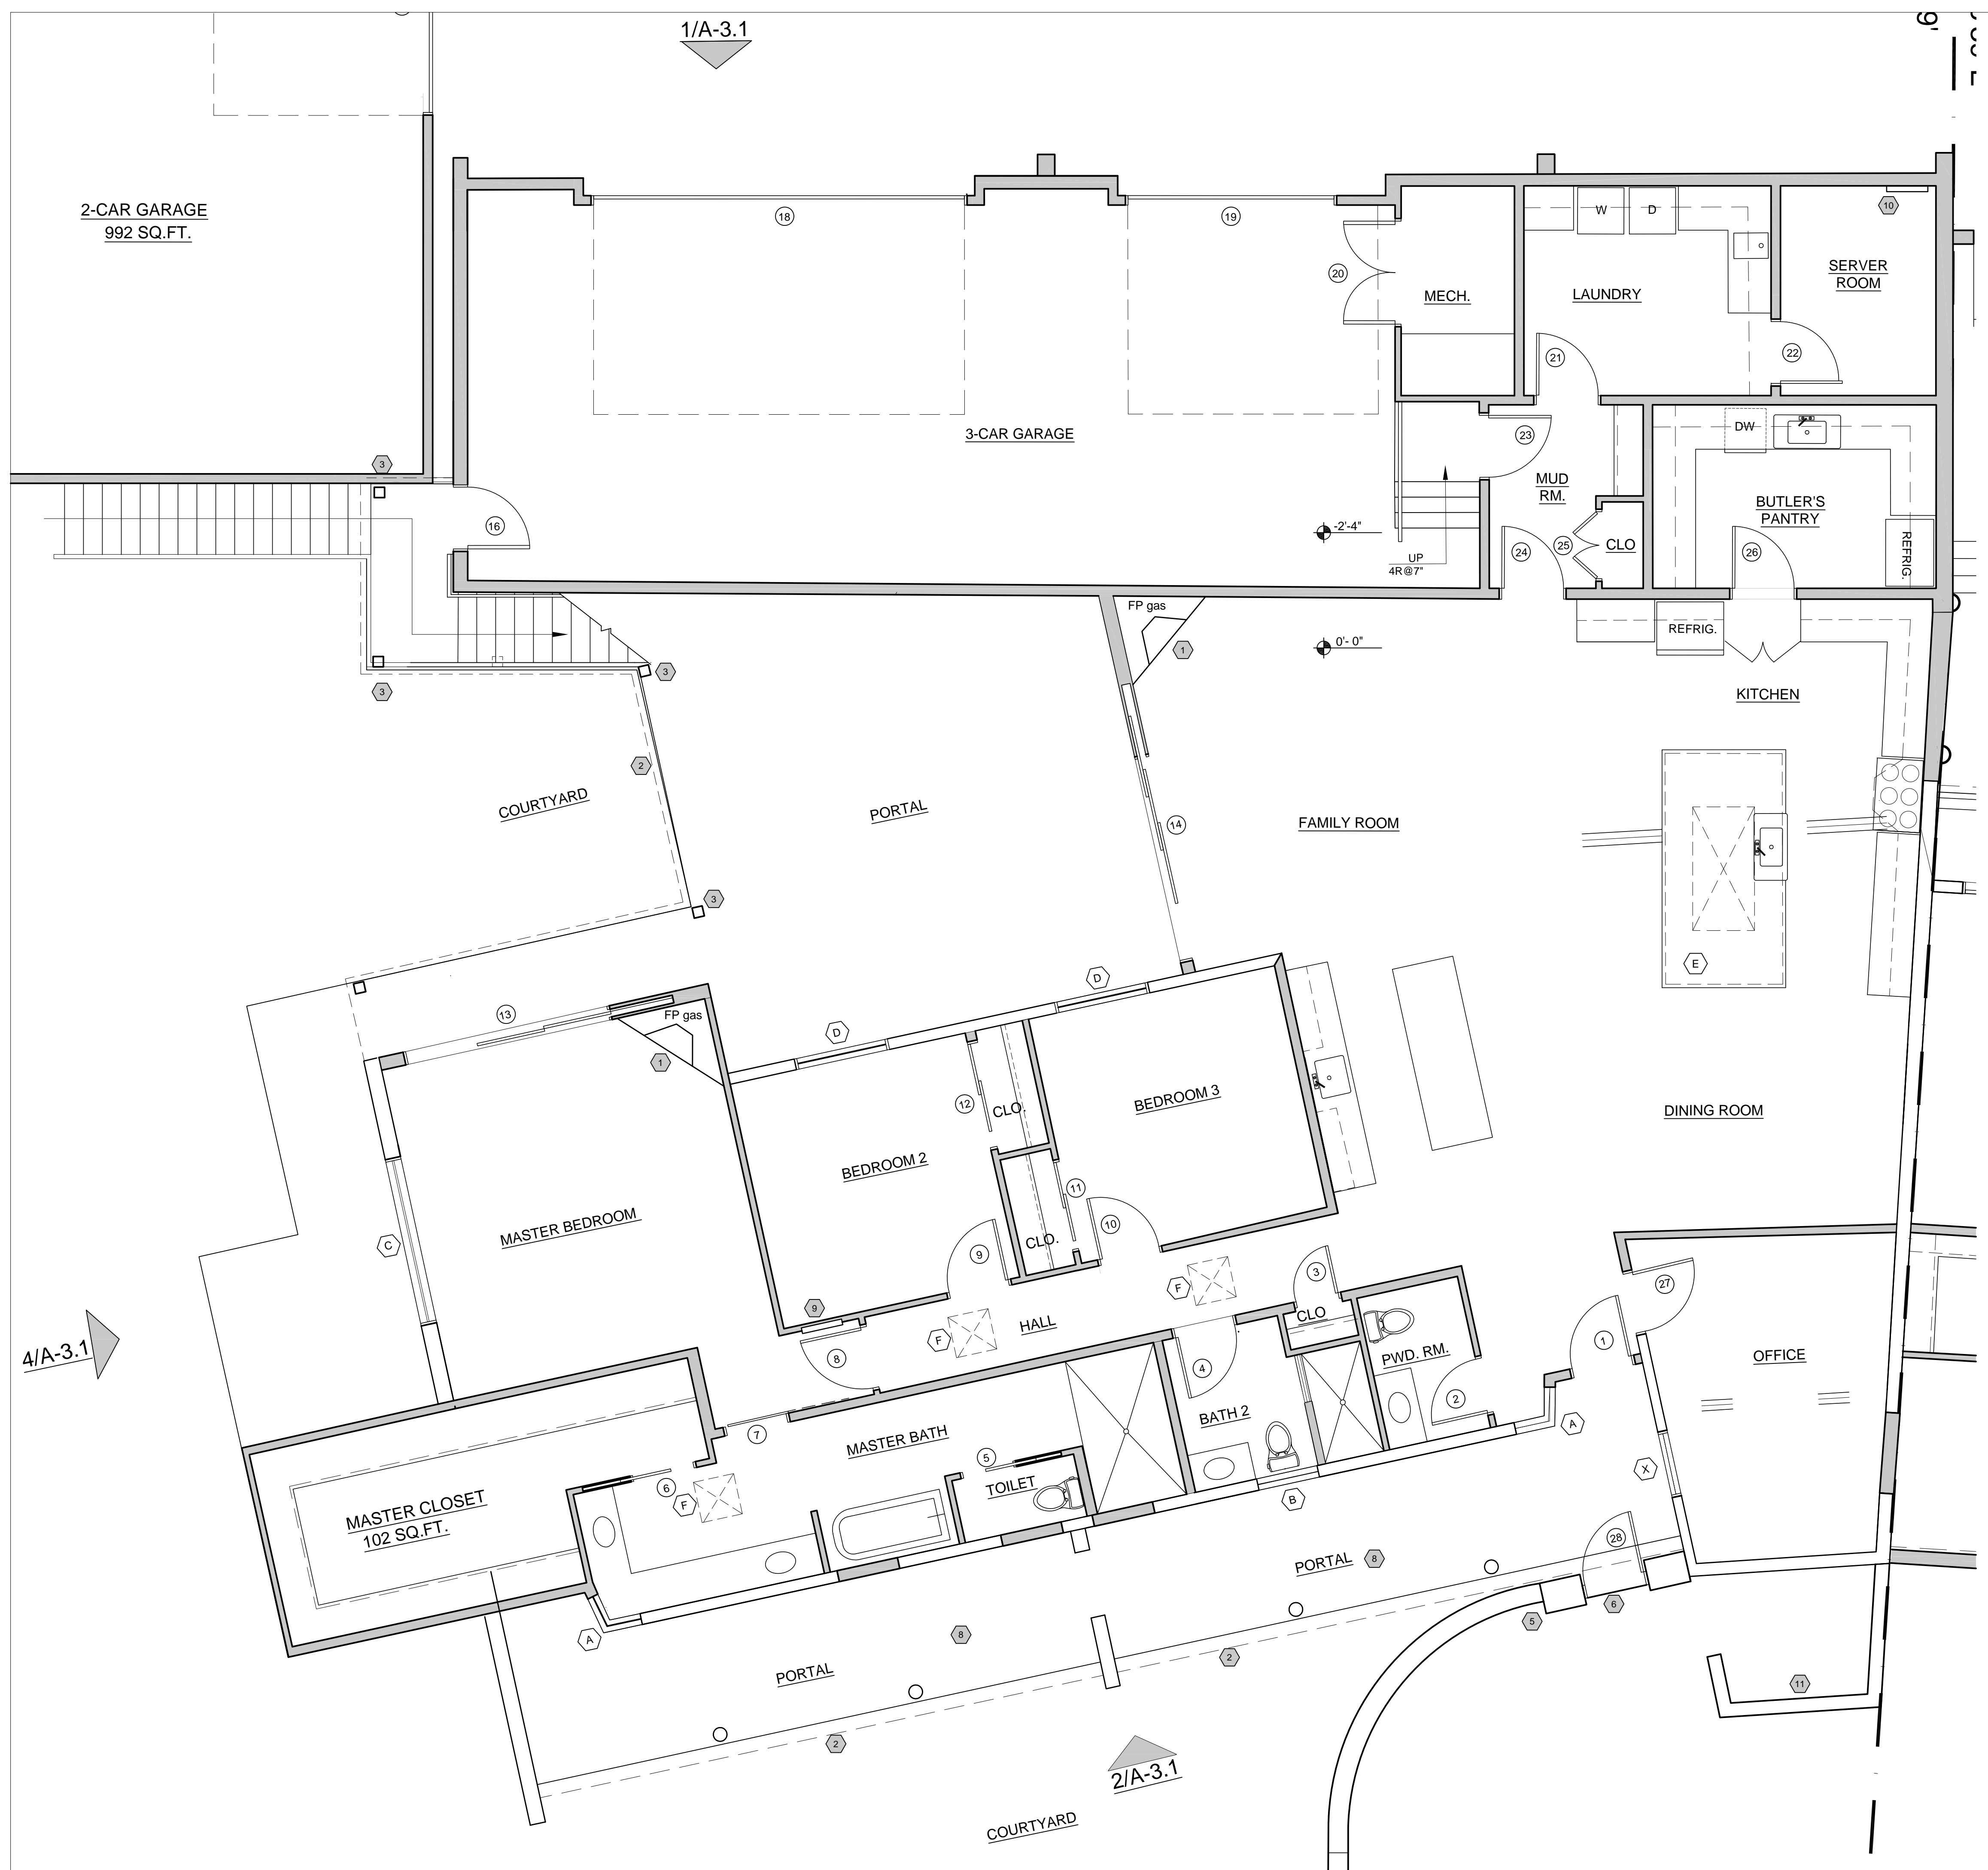 1/A-3.1
9'
2-CAR GARAGE
992 SQ.FT.
18
19
20
MECH.
W
D
LAUNDRY
10
SERVER
ROOM
21
22
3-CAR GARAGE
23
DW
3
MUD
RM.
BUTLER'S
PANTRY
16
-2'-4"
24
25
CLO
26
REFRIG.
UP
4R@7"
FP gas
1
0'- 0"
REFRIG.
3
3
KITCHEN
2
COURTYARD
PORTAL
14
FAMILY ROOM
3
E
D
D
13
FP gas
1
12
CLO.
BEDROOM 3
DINING ROOM
BEDROOM 2
11
10
MASTER BEDROOM
C
9
CLO.
3
27
F
9
F
HALL
CLO
1
4/A-3.1
8
4
PWD. RM.
OFFICE
2
BATH 2
A
7
MASTER BATH
5
TOILET
X
6
F
B
MASTER CLOSET
102 SQ.FT.
28
PORTAL
8
6
5
A
8
2
PORTAL
11
2
2/A-3.1
COURTYARD